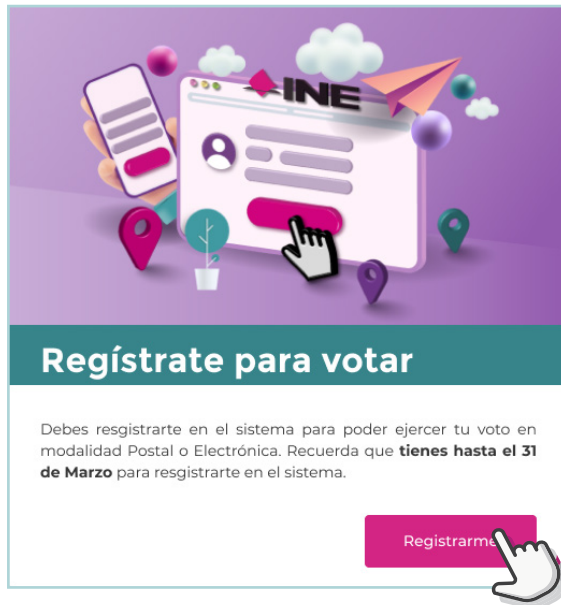 INE
Regístrate para votar
Debes resgistrarte en el sistema para poder ejercer tu voto en
modalidad Postal o Electrónica. Recuerda que tienes hasta el 31
de Marzo para resgistrarte en el sistema.
Registrarme